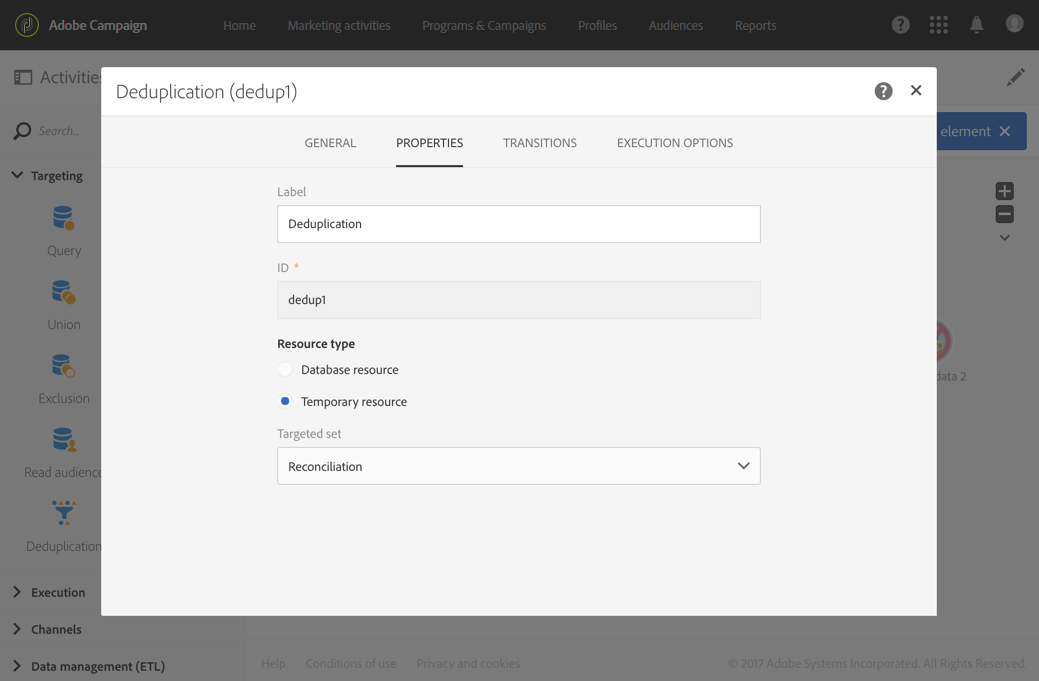 Adobe Campaign
Home
Marketing activities
Programs & Campaigns
Profiles
Audiences
Reports
Activities
Deduplication (dedup1)
Search..
element
GENERAL
PROPERTIES
TRANSITIONS
EXECUTION OPTIONS
Targeting
Label
Deduplication
Query
ID *
dedup1
Union
Resource type
Database resource
data 2
Exclusion
Temporary resource
Targeted set
Reconciliation
Read audience
Deduplication
Execution
Channels
Data management (ETL)
Help
Conditions of use
Privacy and cookies
© 2017 Adobe Systems Incorporated. All Rights Reserved.